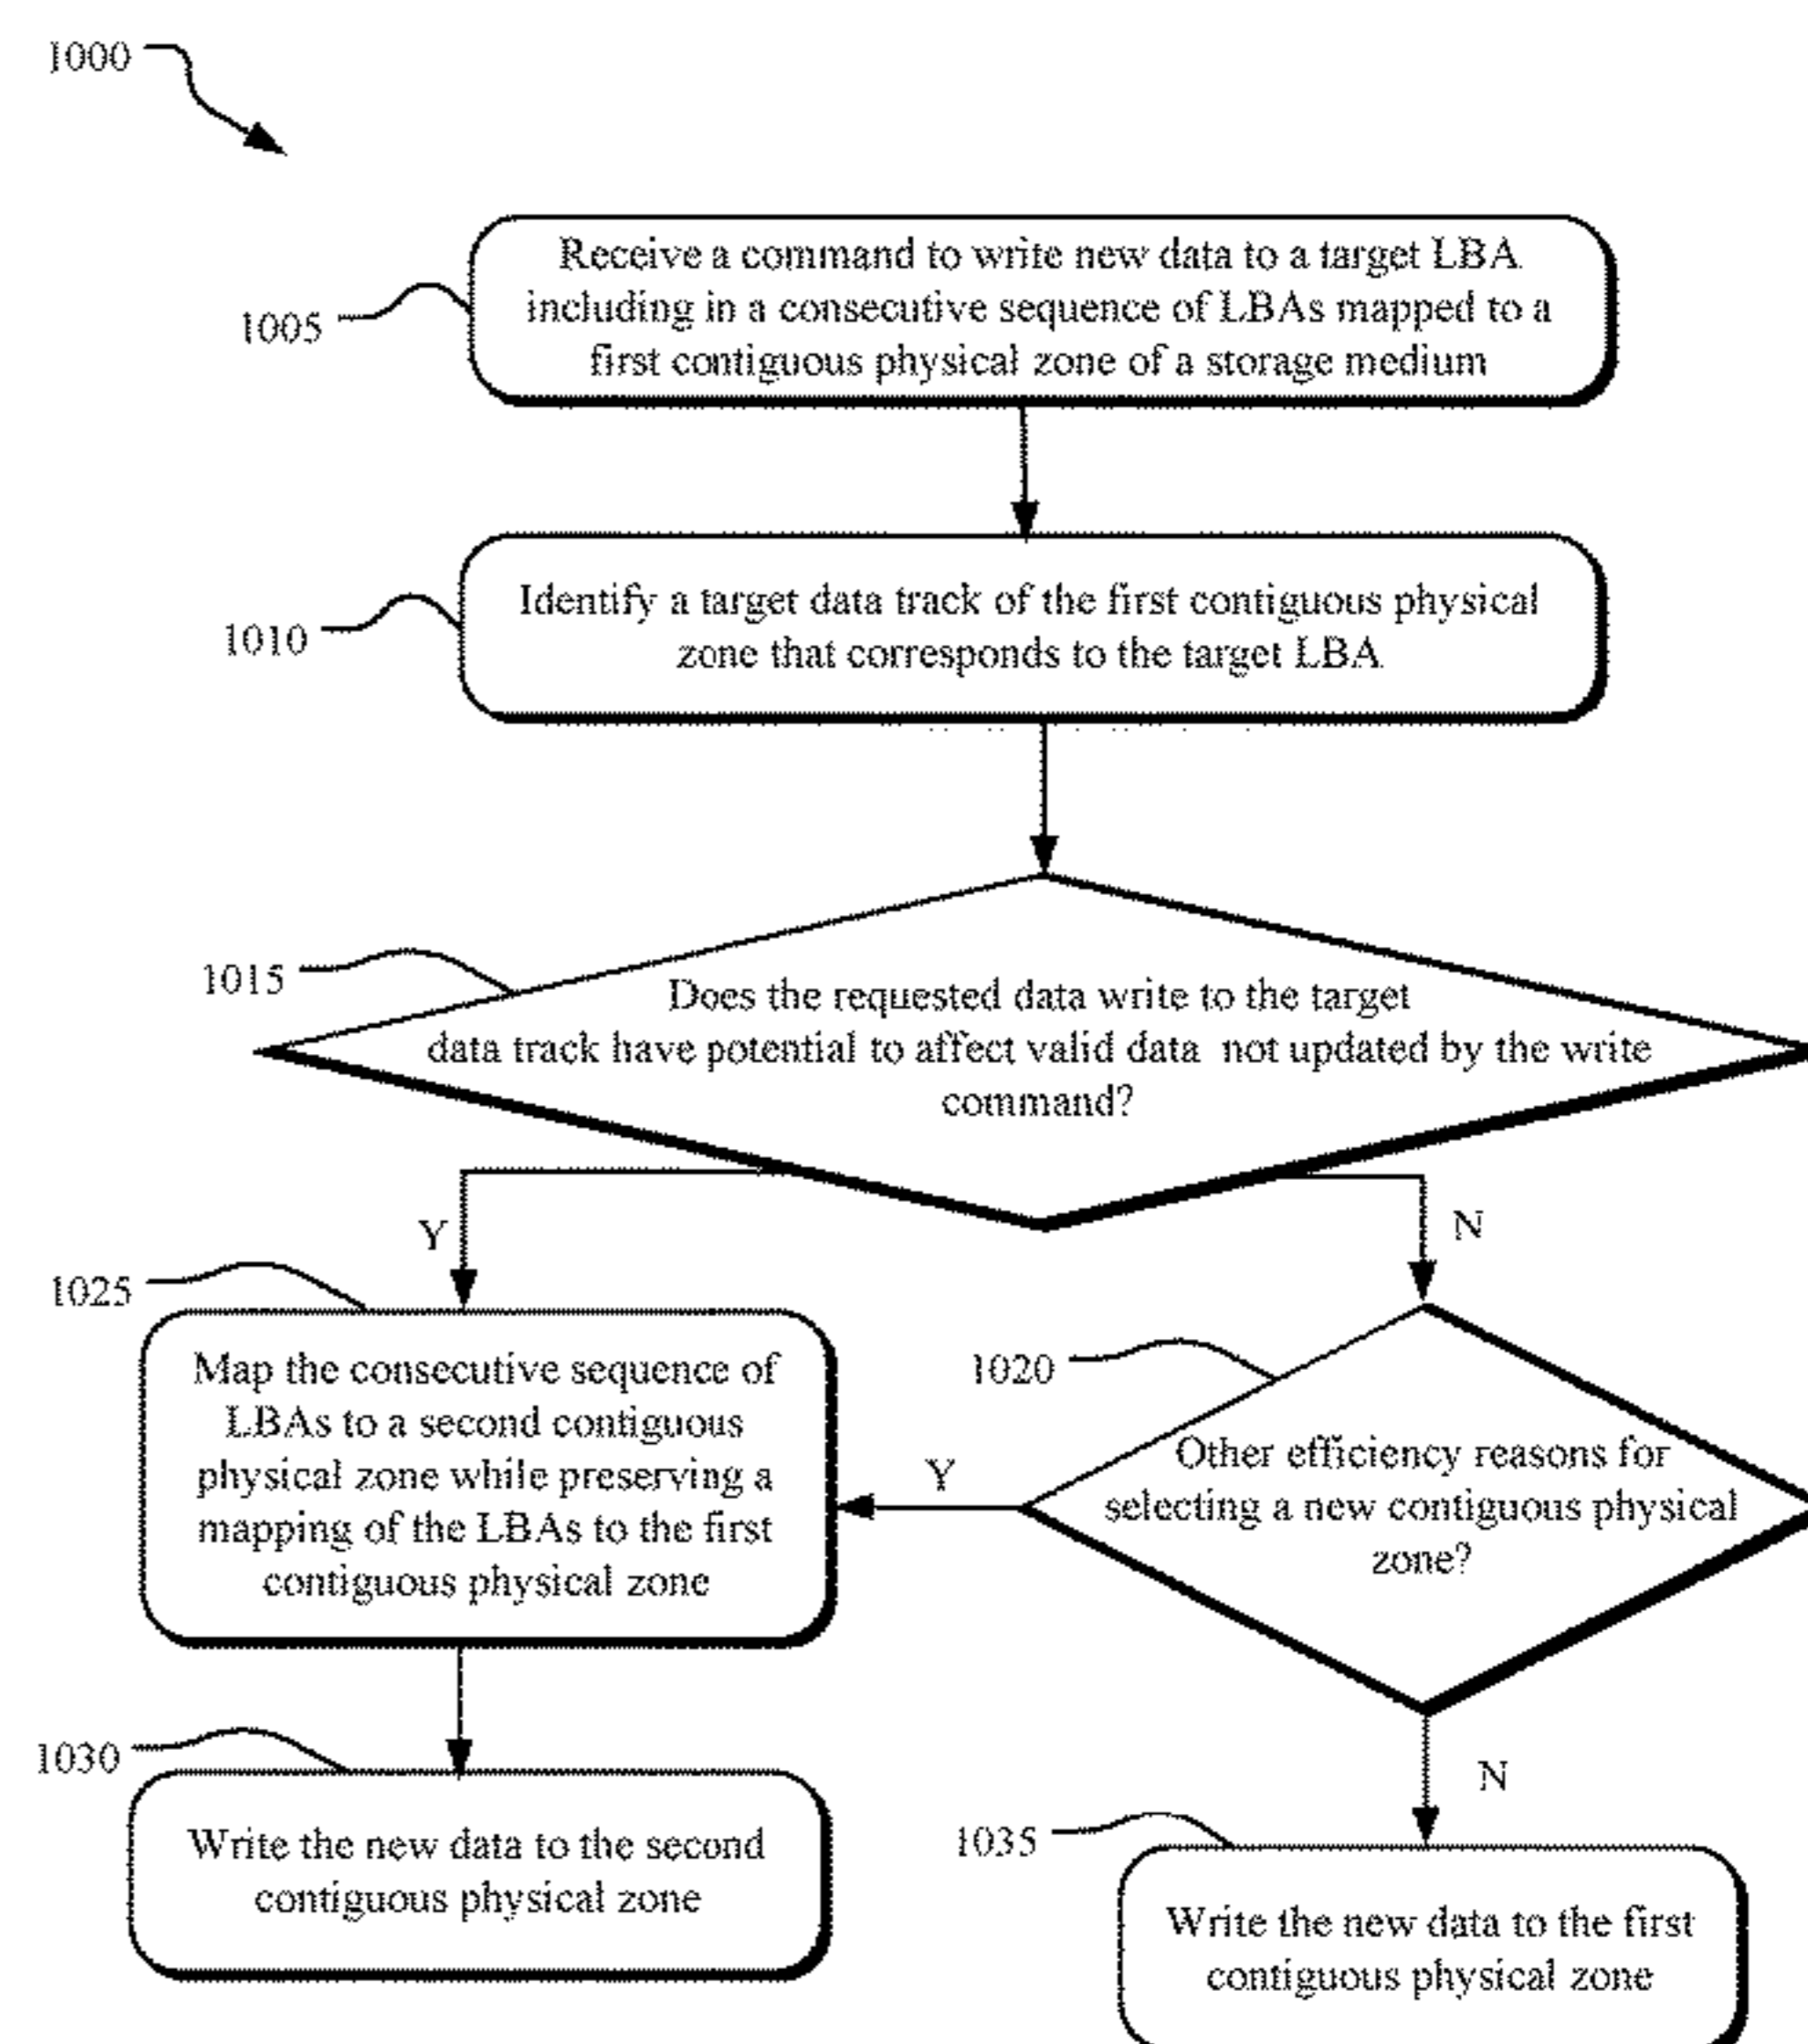 1000
Receive a command to write new data to a target LBA
including in a consecutive sequence of LBAs mapped to a
first contiguous physical zone of a storage medium
1005
Identify a target data track of the first contiguous physical
zone that corresponds to the target LBA
1010
1015
Does the requested data write to the target
data track have potential to affect valid data not updated by the write
command?
Y
N
1025
Map the consecutive sequence of
LBAs to a second contiguous
physical zone while preserving a
mapping of the LBAs to the first
contiguous physical zone
1020
Other efficiency reasons for
selecting a new contiguous physical
zone?
Y
N
1030
Write the new data to the second
contiguous physical zone
1035
Write the new data to the first
contiguous physical zone